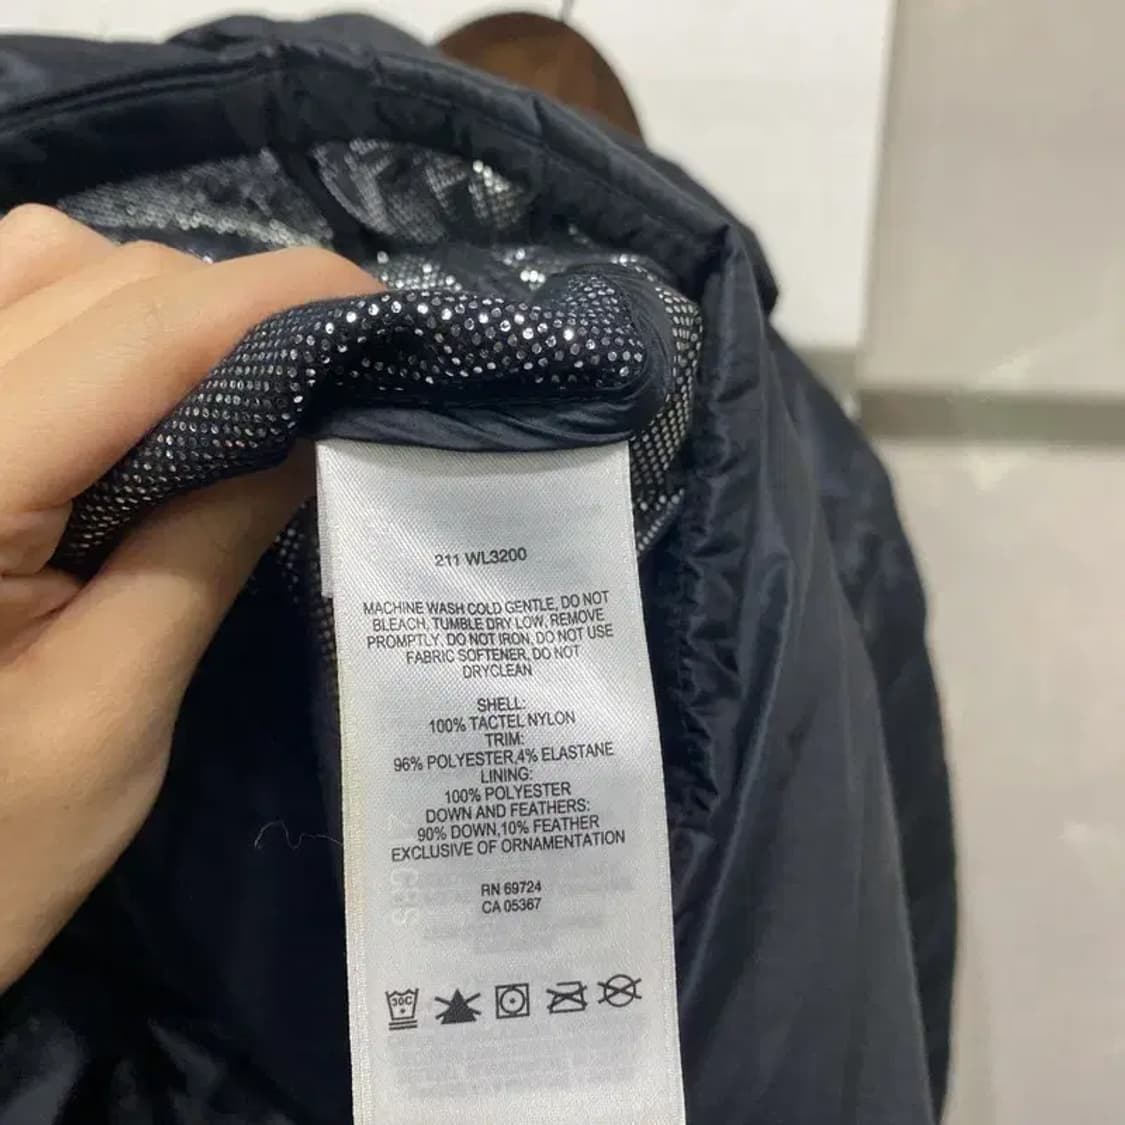 211 WL3200
MACHINE WASH COLD GENTLE, DO NOT
BLEACH, TUMBLE DRY LOW, REMOVE
PROMPTLY, DO NOT IRON, DO NOT USE
FABRIC SOFTENER, DO NOT
DRYCLEAN
SHELL:
100% TACTEL NYLON
TRIM:
96% POLYESTER,4% ELASTANE
LINING:
100% POLYESTER
DOWN AND FEATHERS:
90% DOWN,10% FEATHER
EXCLUSIVE OF ORNAMENTATION
RN 69724
CA 05367
30C